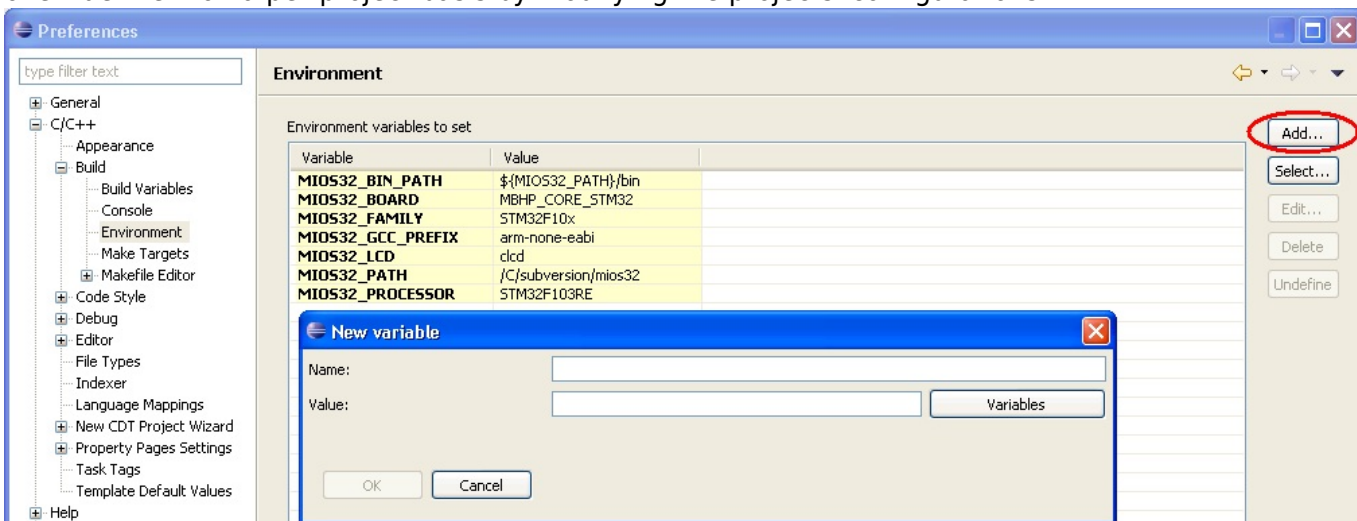 Preferences
type filter text
Environment
General
C/C++
Appearance
Build
Build Variables
Console
Environment
Make Targets
Makefile Editor
Code Style
Debug
Editor
File Types
Indexer
Language Mappings
New CDT Project Wizard
Property Pages Settings
Task Tags
Template Default Values
Help
Environment variables to set
Variable Value
MIOS32_BIN_PATH ${MIOS32_PATH}/bin
MIOS32_BOARD MBHP_CORE_STM32
MIOS32_FAMILY STM32F10x
MIOS32_GCC_PREFIX arm-none-eabi
MIOS32_LCD clcd
MIOS32_PATH /C/subversion/mios32
MIOS32_PROCESSOR STM32F103RE
Add...
Select...
Edit...
Delete
Undefine
New variable
Name:
Value:
Variables
OK Cancel